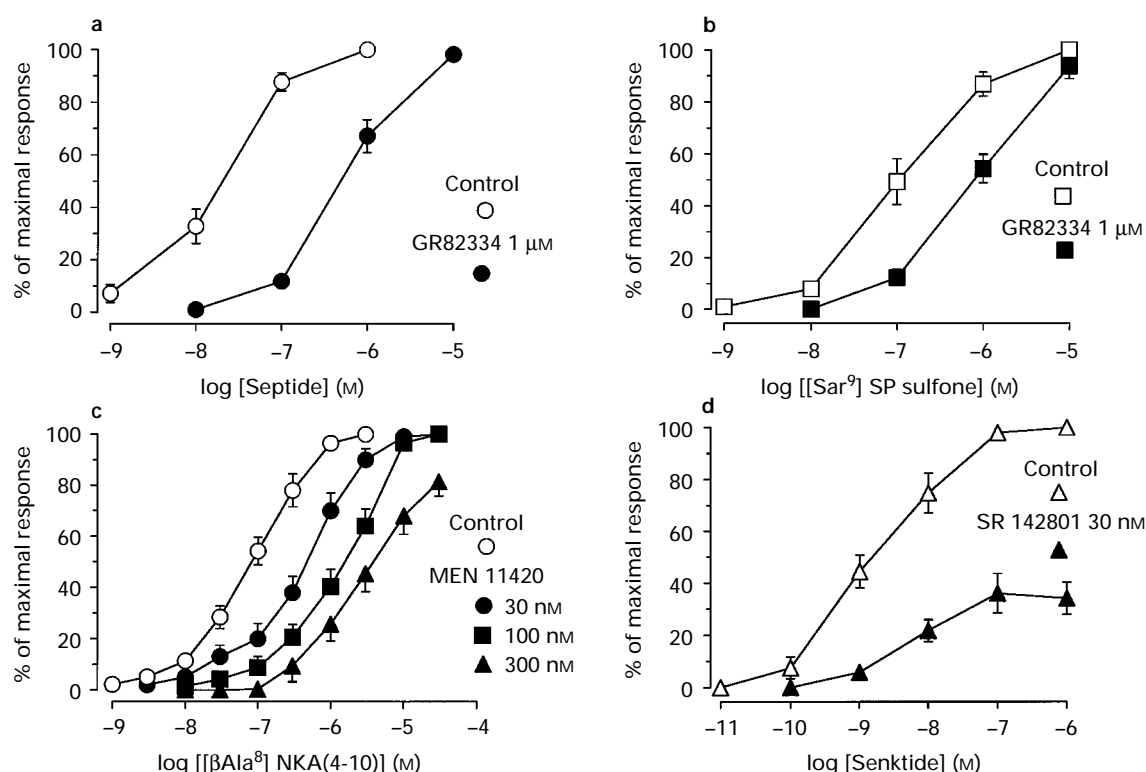 a
100
80
60
40
20
0
% of maximal response
Control
GR82334 1 μM
−9 −8 −7 −6 −5
log [Septide] (M)
b
100
80
60
40
20
0
% of maximal response
Control
GR82334 1 μM
−9 −8 −7 −6 −5
log [[Sar⁹] SP sulfone] (M)
c
100
80
60
40
20
0
% of maximal response
Control
MEN 11420
30 nM
100 nM
300 nM
−9 −8 −7 −6 −5 −4
log [[βAla⁸] NKA(4-10)] (M)
d
100
80
60
40
20
0
% of maximal response
Control
SR 142801 30 nM
−11 −10 −9 −8 −7 −6
log [Senktide] (M)